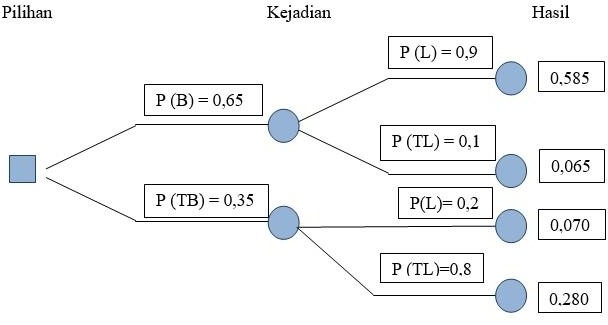 Pilihan Kejadian Hasil
P (L) = 0,9
0,585
P (B) = 0,65
P (TL) = 0,1
0,065
P (TB) = 0,35
P(L)= 0,2
0,070
P (TL)=0,8
0,280